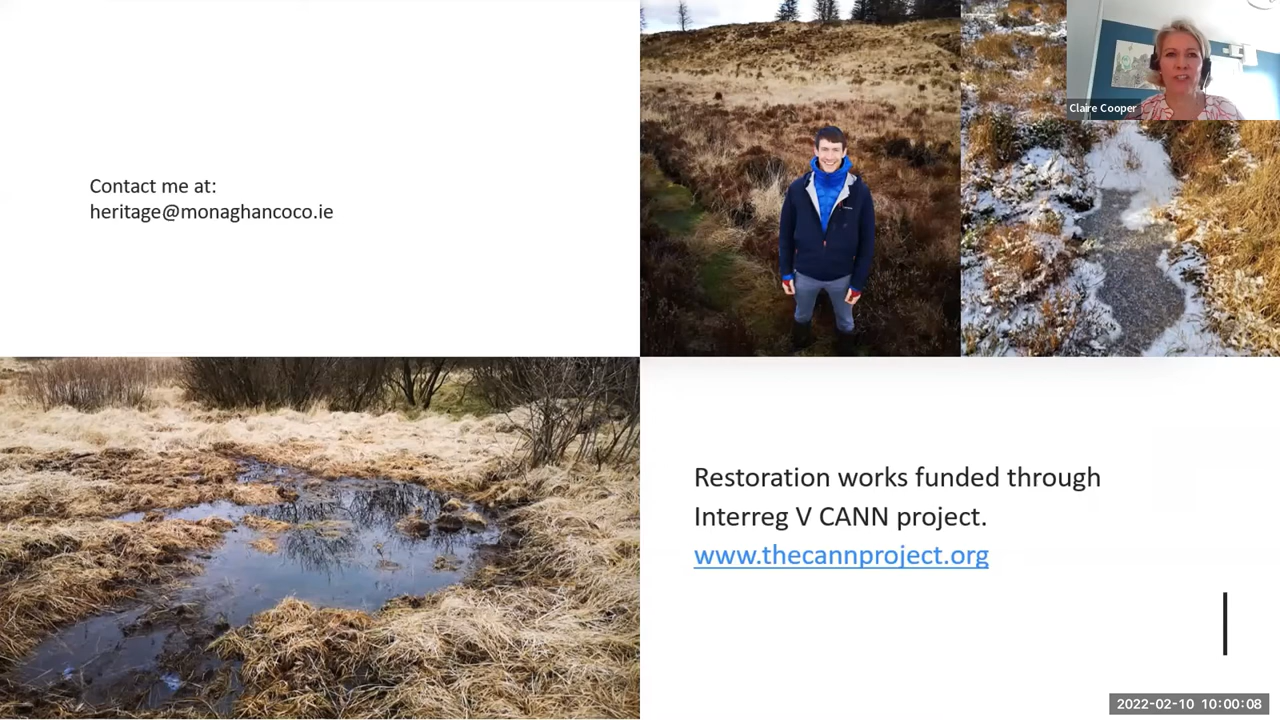 Claire Cooper
Contact me at:
heritage@monaghancoco.ie
Restoration works funded through
Interreg V CANN project.
www.thecannproject.org
2022-02-10 10:00:08